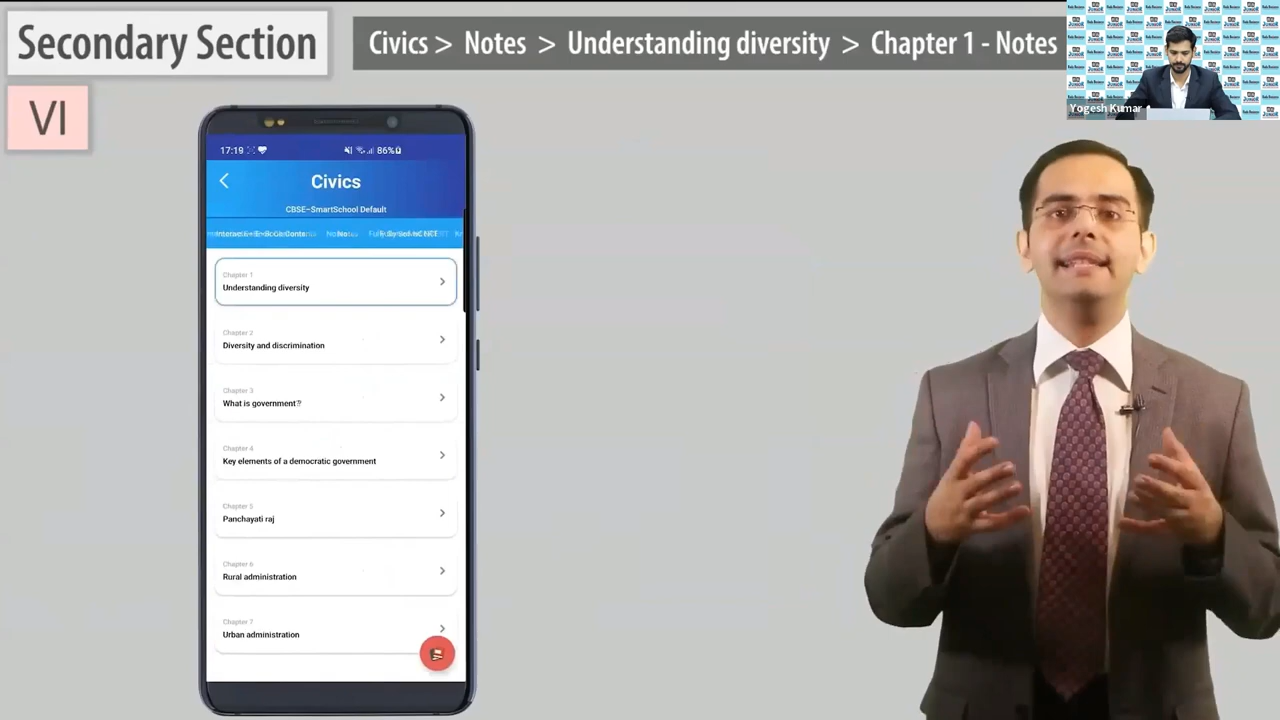 Secondary Section
Civics > Notes > Understanding diversity > Chapter 1 - Notes
Yogesh Kumar
VI
17:19
86%
Civics
CBSE-SmartSchool Default
Chapter 1
Understanding diversity
Chapter 2
Diversity and discrimination
Chapter 3
What is government?
Chapter 4
Key elements of a democratic government
Chapter 5
Panchayati raj
Chapter 6
Rural administration
Chapter 7
Urban administration